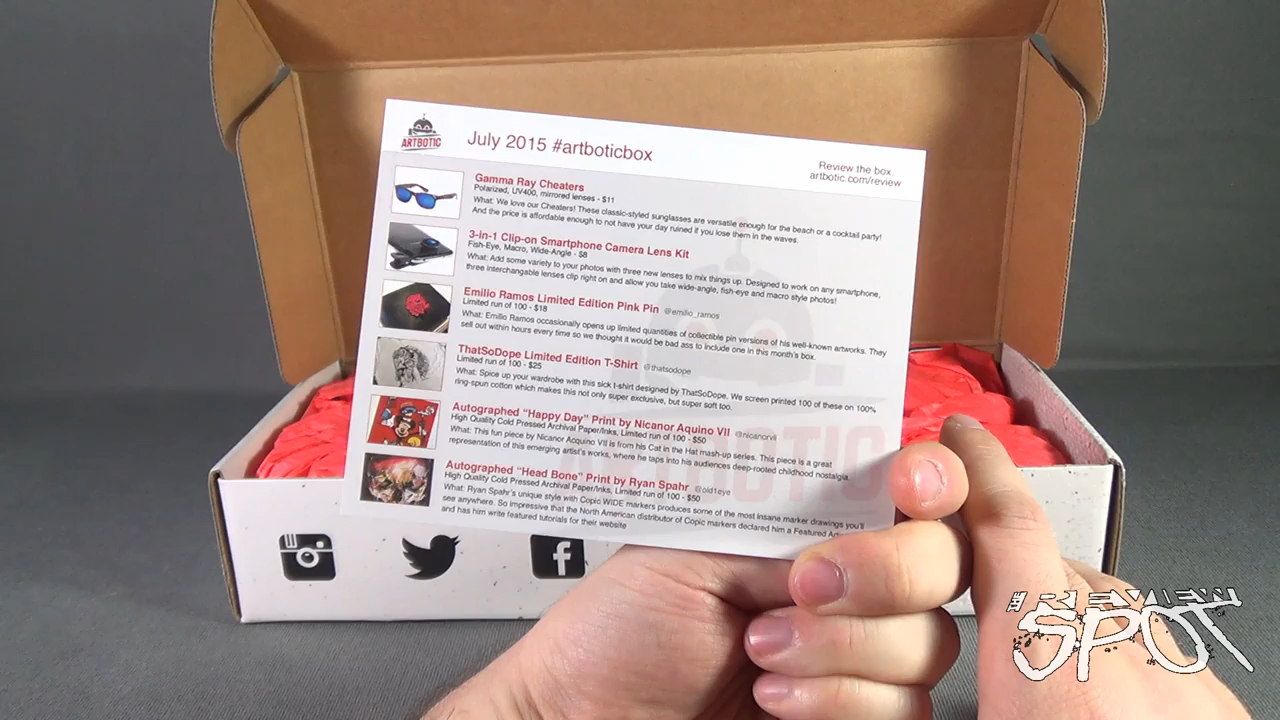 ARTBOTIC
July 2015 #artboticbox
Review the box
artbotic.com/review
Gamma Ray Cheaters
Polarized, UV400, mirrored lenses - $11
What: We love our Cheaters! These classic-styled sunglasses are versatile enough for the beach or a cocktail party!
And the price is affordable enough to not have your day ruined if you lose them in the waves.
3-in-1 Clip-on Smartphone Camera Lens Kit
Fish-Eye, Macro, Wide-Angle - $8
What: Add some variety to your photos with three new lenses to mix things up. Designed to work on any smartphone,
three interchangable lenses clip right on and allow you take wide-angle, fish-eye and macro style photos!
Emilio Ramos Limited Edition Pink Pin @emilio_ramos
Limited run of 100 - $18
What: Emilio Ramos occasionally opens up limited quantities of collectible pin versions of his well-known artworks. They
sell out within hours every time so we thought it would be bad ass to include one in this month's box.
ThatSoDope Limited Edition T-Shirt @thatsodope
Limited run of 100 - $25
What: Spice up your wardrobe with this sick t-shirt designed by ThatSoDope. We screen printed 100 of these on 100%
ring-spun cotton which makes this not only super exclusive, but super soft too.
Autographed "Happy Day" Print by Nicanor Aquino VII @nicanorvii
High Quality Cold Pressed Archival Paper/Inks, Limited run of 100 - $50
What: This fun piece by Nicanor Aquino VII is from his Cat in the Hat mash-up series. This piece is a great
representation of this emerging artist's works, where he taps into his audiences deep-rooted childhood nostalgia.
Autographed "Head Bone" Print by Ryan Spahr @old1eye
High Quality Cold Pressed Archival Paper/Inks, Limited run of 100 - $50
What: Ryan Spahr's unique style with Copic WIDE markers produces some of the most insane marker drawings you'll
see anywhere. So impressive that the North American distributor of Copic markers declared him a Featured
and has him write featured tutorials for their website
THE REVIEW
SPOT